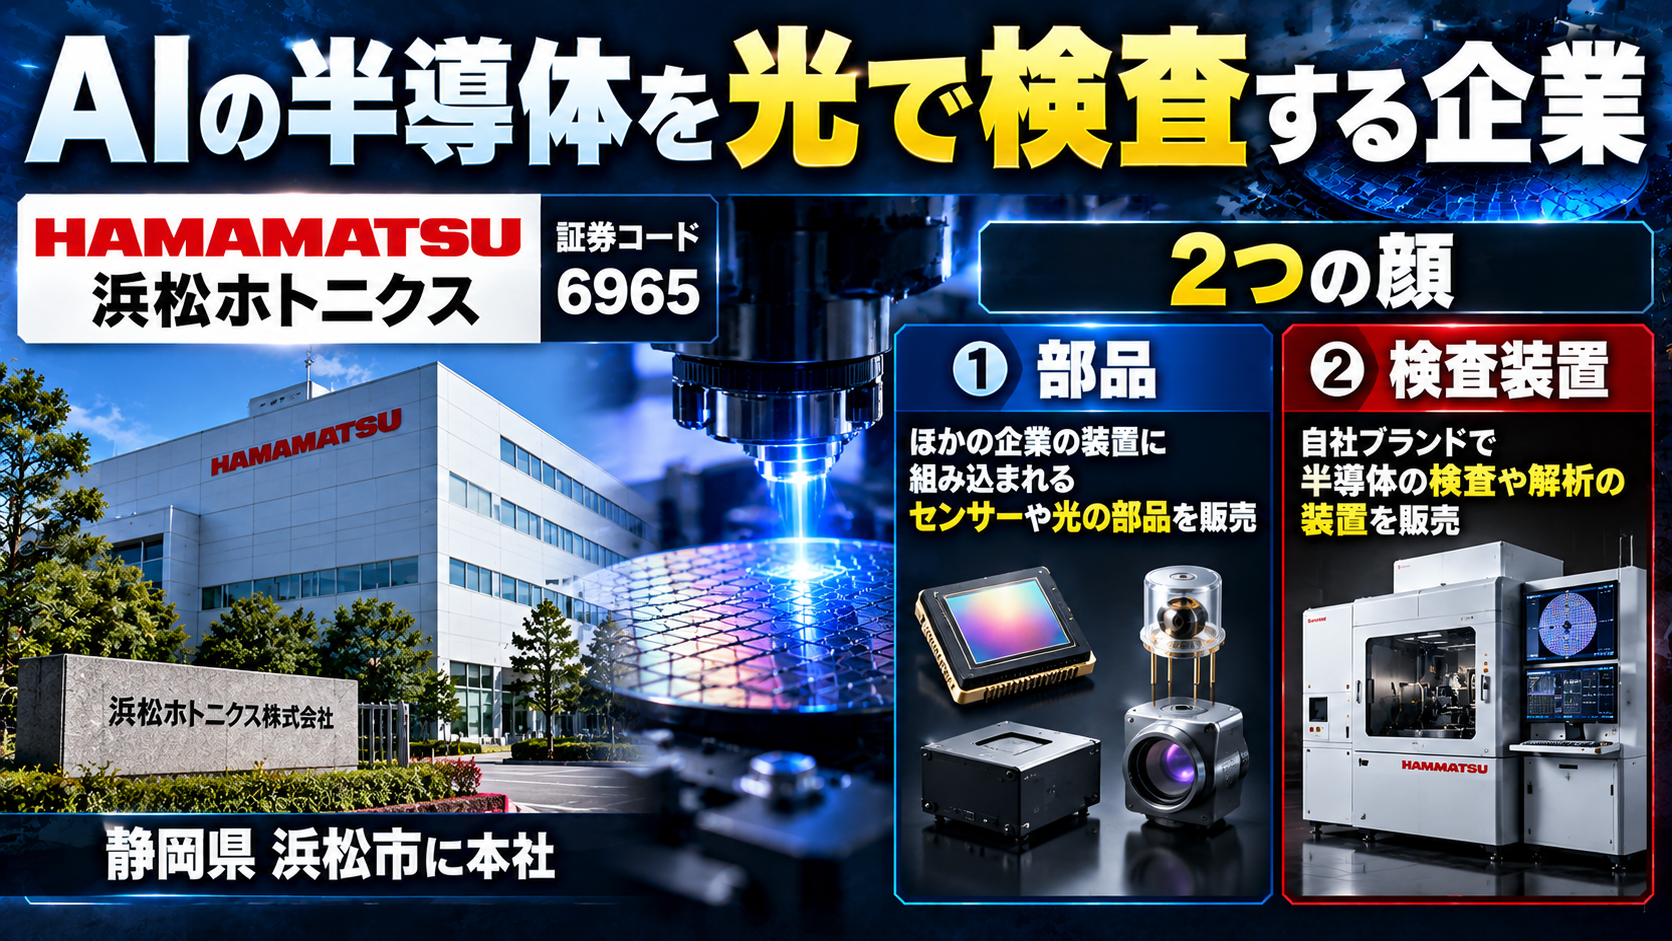 AIの半導体を光で検査する企業
HAMAMATSU
浜松ホトニクス
証券コード
6965
HAMAMATSU
浜松ホトニクス株式会社
静岡県 浜松市に本社
2つの顔
① 部品
ほかの企業の装置に
組み込まれる
センサーや光の部品を販売
② 検査装置
自社ブランドで
半導体の検査や解析の
装置を販売
HAMMATSU